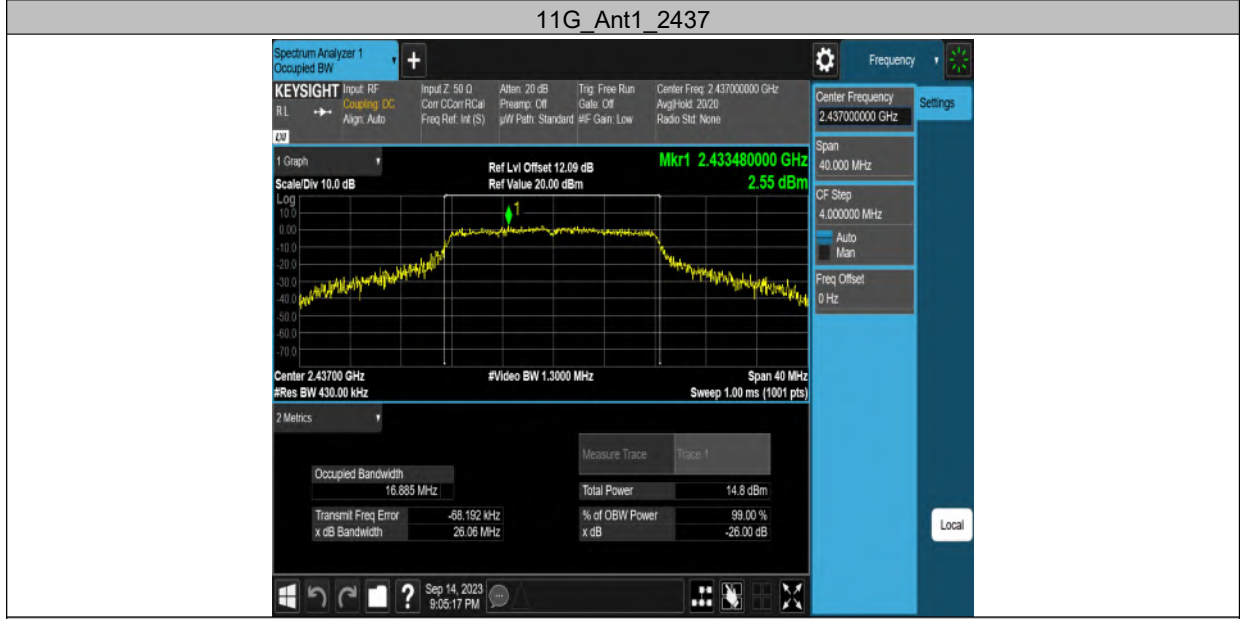 11G_Ant1_2437
Spectrum Analyzer 1
Occupied BW
Frequency
KEYSIGHT
Input: RF
Coupling: DC
Align: Auto
RL
Input Z: 50 Ω
Corr CCorr RCal
Freq Ref: Int (S)
Atten: 20 dB
Preamp: Off
µW Path: Standard
Trig: Free Run
Gate: Off
#IF Gain: Low
Center Freq: 2.437000000 GHz
Avg|Hold: 20/20
Radio Std: None
Center Frequency
2.437000000 GHz
Settings
Span
40.000 MHz
CF Step
4.000000 MHz
Auto
Man
Freq Offset
0 Hz
Local
1 Graph
Scale/Div 10.0 dB
Ref Lvl Offset 12.09 dB
Ref Value 20.00 dBm
Mkr1 2.433480000 GHz
2.55 dBm
Log
10.0
0.00
-10.0
-20.0
-30.0
-40.0
-50.0
-60.0
-70.0
1
Center 2.43700 GHz
#Res BW 430.00 kHz
#Video BW 1.3000 MHz
Span 40 MHz
Sweep 1.00 ms (1001 pts)
2 Metrics
Measure Trace
Trace 1
Occupied Bandwidth
16.885 MHz
Total Power 14.8 dBm
Transmit Freq Error -68.192 kHz
% of OBW Power 99.00 %
x dB Bandwidth 26.06 MHz
x dB -26.00 dB
Sep 14, 2023
9:05:17 PM